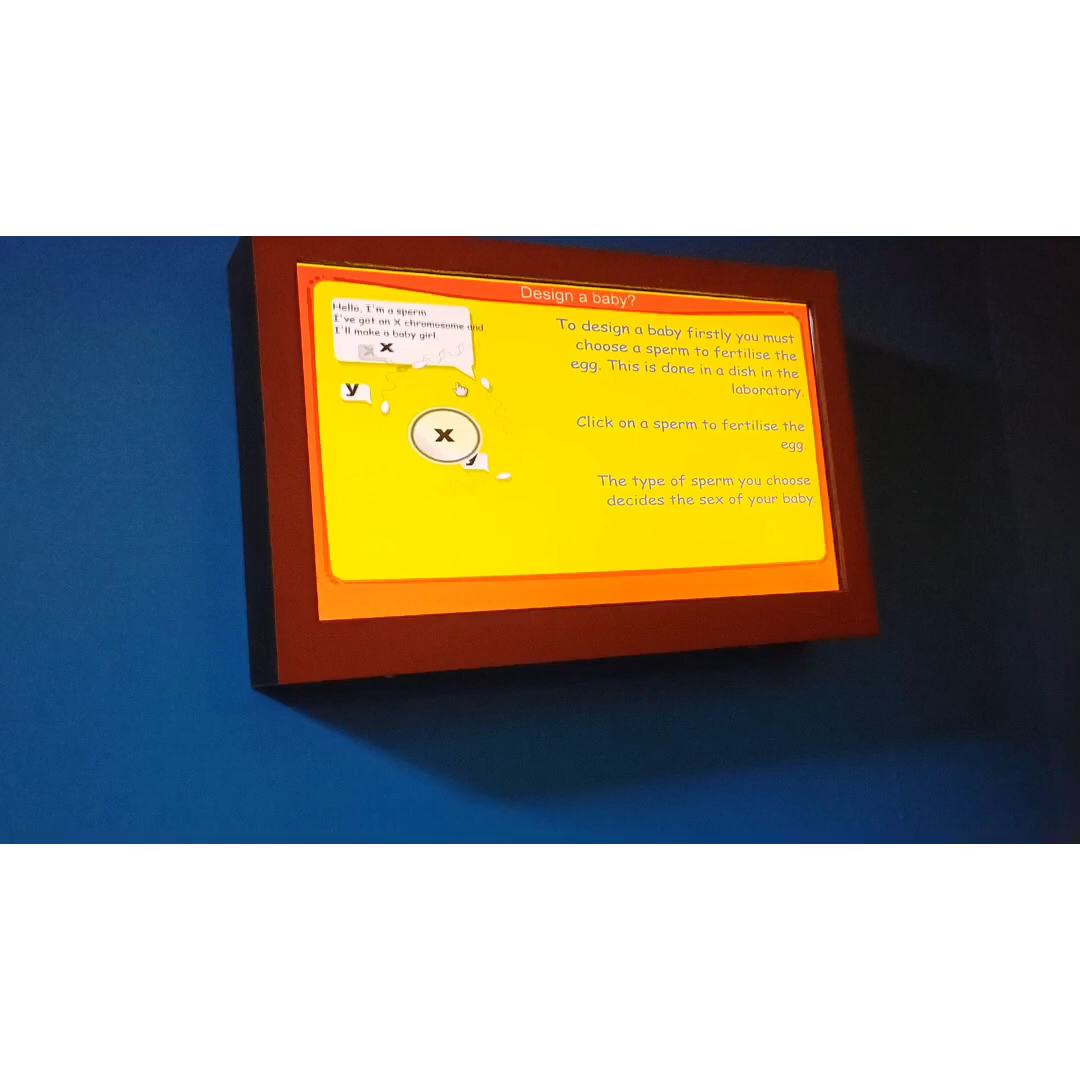 Design a baby?
Hello, I'm a sperm
I've got an X chromosome and
I'll make a baby girl.
X X
y
X
y
To design a baby firstly you must
choose a sperm to fertilise the
egg. This is done in a dish in the
laboratory.
Click on a sperm to fertilise the
egg.
The type of sperm you choose
decides the sex of your baby